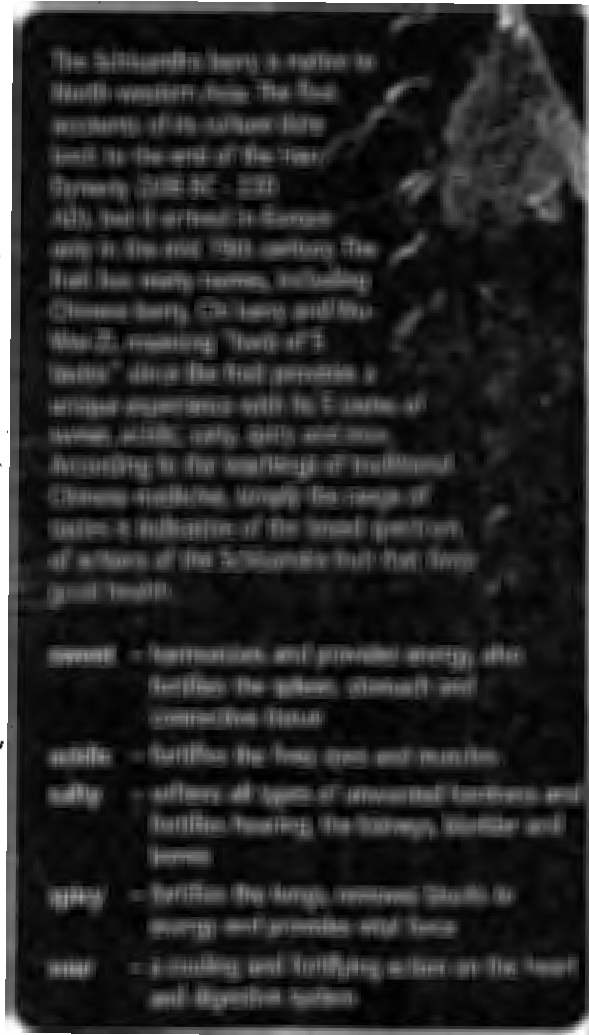 The Schisandra berry is native to
North-western Asia. The first
accounts of its culture date
back to the end of the Han
Dynasty (206 BC - 220
AD), but it arrived in Europe
only in the mid 19th century. The
fruit has many names, including
Chinese berry, Chi berry and Wu
Wei Zi, meaning "herb of 5
tastes" since the fruit provides a
unique experience with its 5 tastes of
sweet, acidic, salty, spicy and sour.
According to the teachings of traditional
Chinese medicine, simply the range of
tastes is indicative of the broad spectrum
of actions of the Schisandra fruit that
good health.
sweet - harmonises and provides energy, also
fortifies the spleen, stomach and
connective tissue
acidic - fortifies the liver, eyes and muscles
salty - softens all types of unwanted hardness and
fortifies hearing, the kidneys, bladder and
bones
spicy - fortifies the lungs, removes blocks to
energy and provides vital force
sour - a cooling and fortifying action on the heart
and digestive system